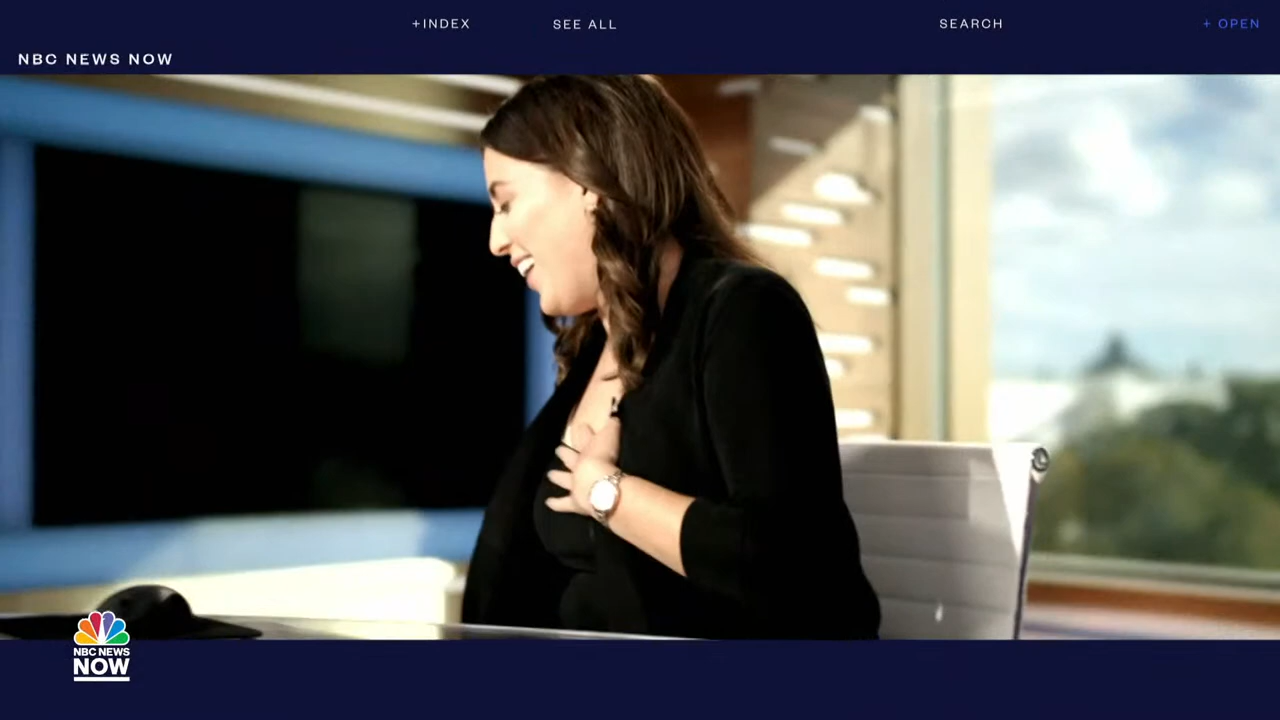 +INDEX
SEE ALL
SEARCH
+ OPEN
NBC NEWS NOW
NBC NEWS
NOW